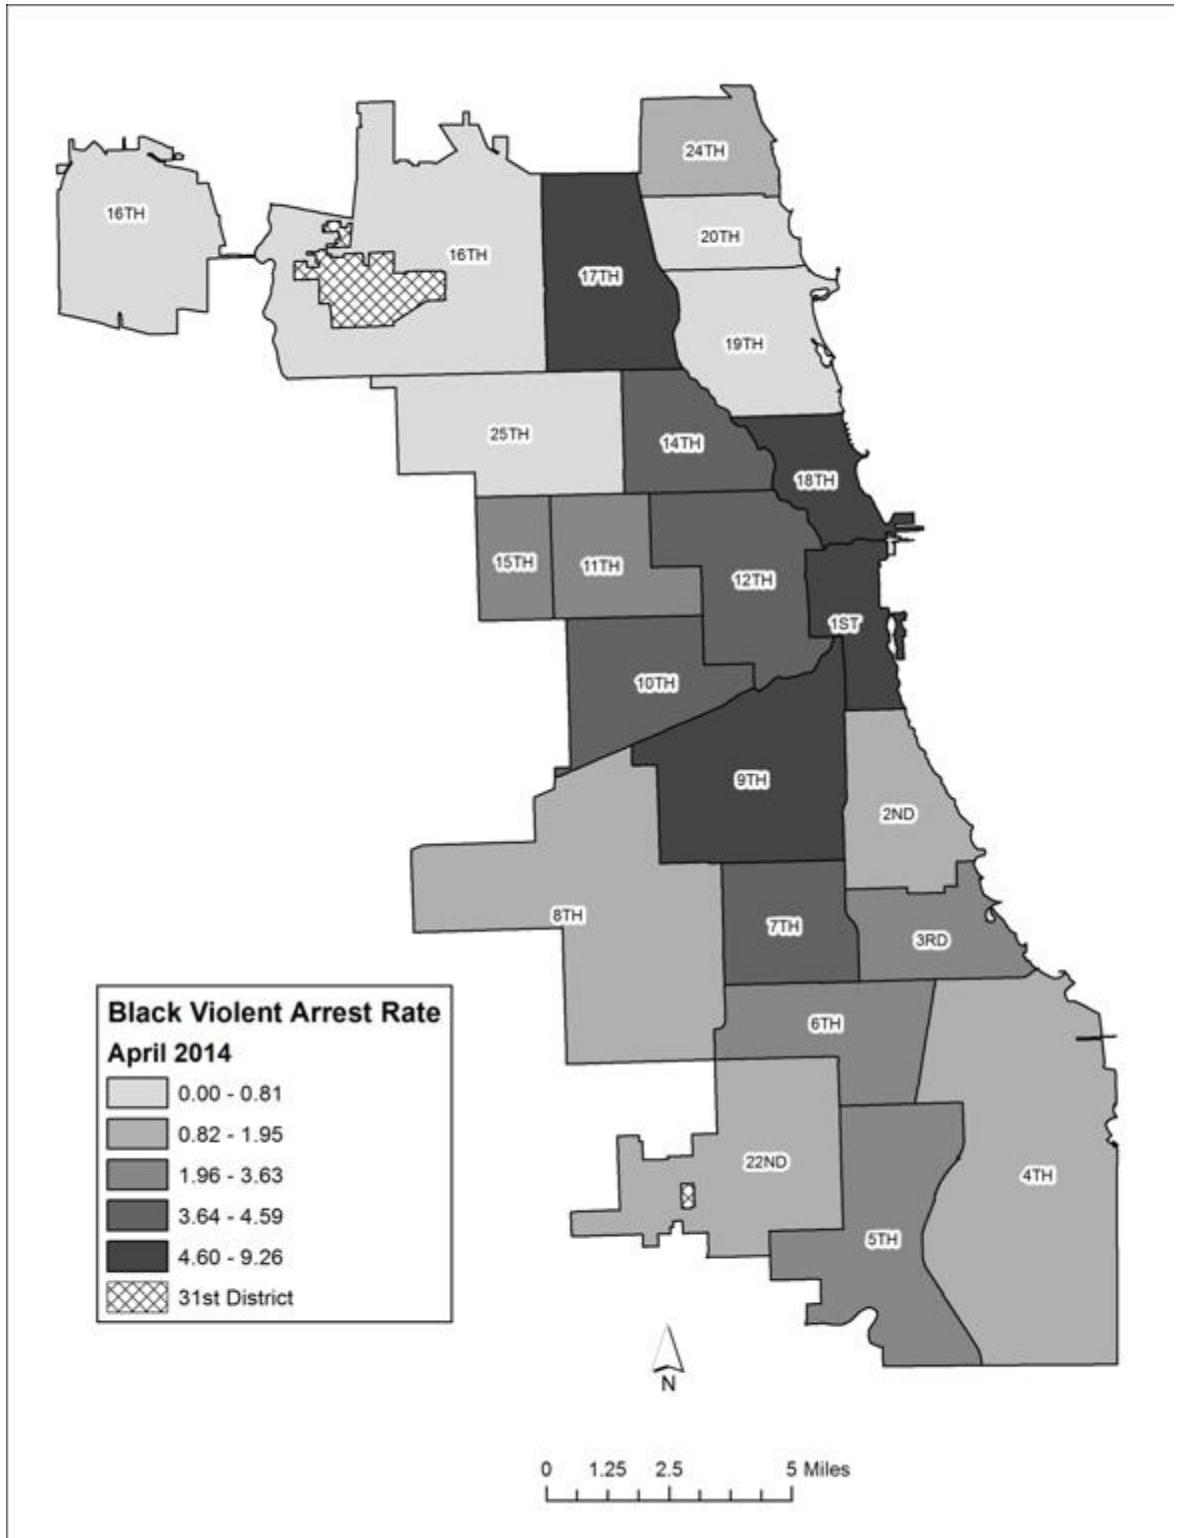 24TH
16TH
20TH
16TH
17TH
19TH
25TH
14TH
18TH
15TH
11TH
12TH
1ST
10TH
9TH
2ND
8TH
7TH
3RD
6TH
22ND
4TH
5TH
Black Violent Arrest Rate
April 2014
0.00 - 0.81
0.82 - 1.95
1.96 - 3.63
3.64 - 4.59
4.60 - 9.26
31st District
N
0 1.25 2.5 5 Miles